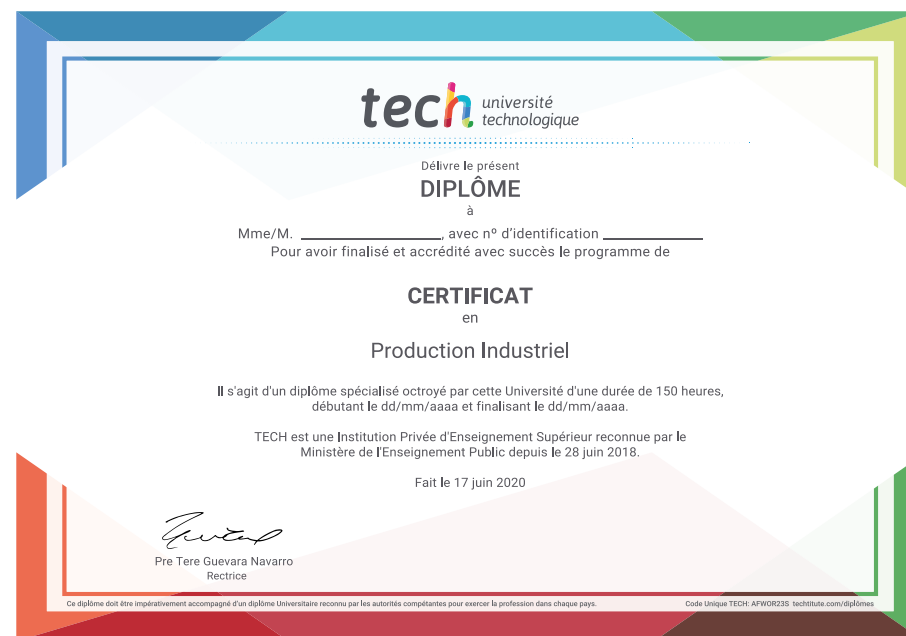 tech université
technologique
Délivre le présent
DIPLÔME
à
Mme/M. ____________________, avec nº d'identification ______________
Pour avoir finalisé et accrédité avec succès le programme de
CERTIFICAT
en
Production Industriel
Il s'agit d'un diplôme spécialisé octroyé par cette Université d'une durée de 150 heures,
débutant le dd/mm/aaaa et finalisant le dd/mm/aaaa.
TECH est une Institution Privée d'Enseignement Supérieur reconnue par le
Ministère de l'Enseignement Public depuis le 28 juin 2018.
Fait le 17 juin 2020
Pre Tere Guevara Navarro
Rectrice
Ce diplôme doit être impérativement accompagné d'un diplôme Universitaire reconnu par les autorités compétantes pour exercer la profession dans chaque pays. Code Unique TECH: AFWOR23S techtitute.com/diplômes